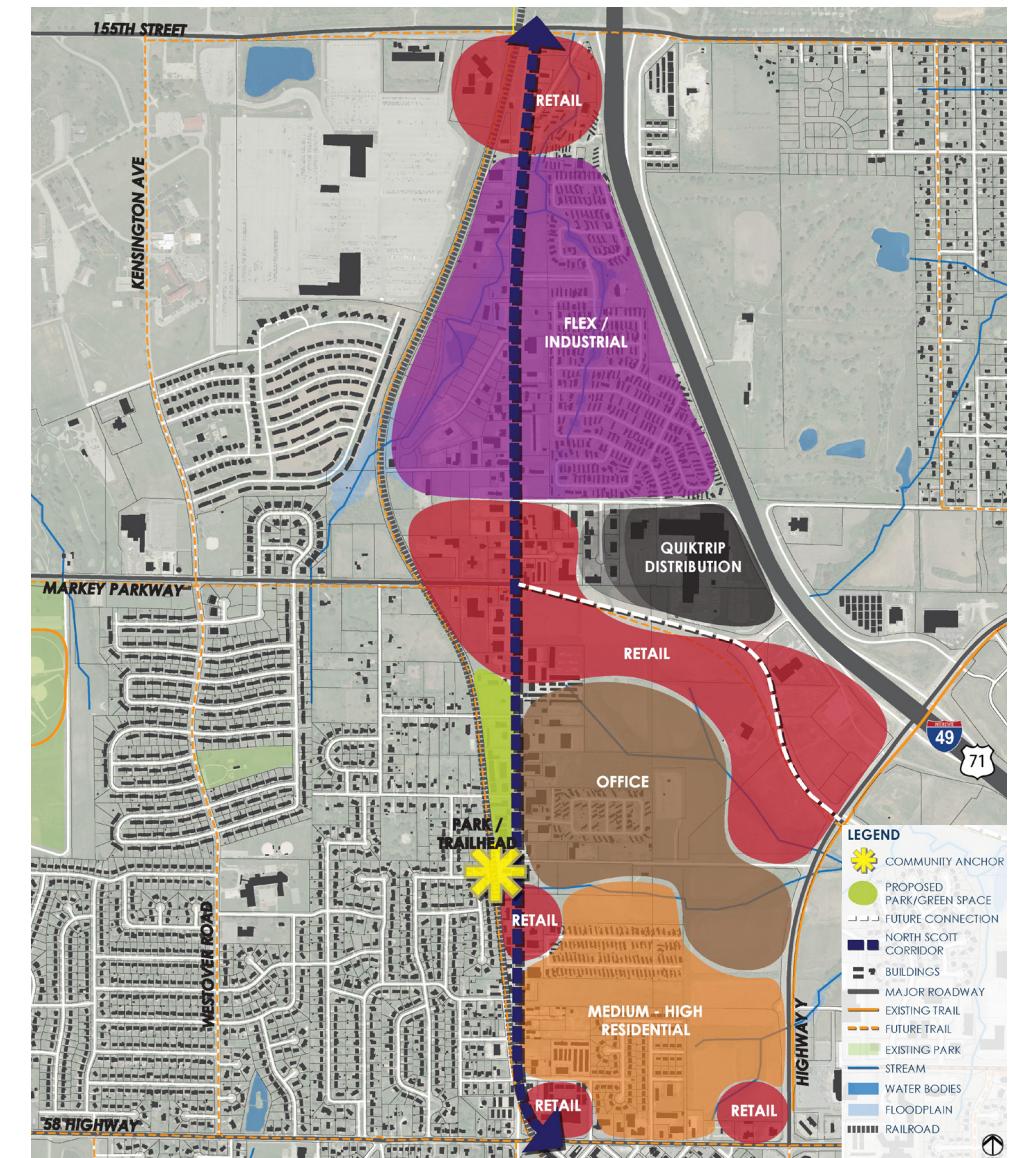 155TH STREET
RETAIL
KENSINGTON AVE
FLEX /
INDUSTRIAL
QUIKTRIP
DISTRIBUTION
MARKEY PARKWAY
RETAIL
INTERSTATE
49
71
OFFICE
PARK /
TRAILHEAD
WESTOVER ROAD
RETAIL
MEDIUM - HIGH
RESIDENTIAL
HIGHWAY Y
RETAIL
RETAIL
58 HIGHWAY
LEGEND
COMMUNITY ANCHOR
PROPOSED
PARK/GREEN SPACE
FUTURE CONNECTION
NORTH SCOTT
CORRIDOR
BUILDINGS
MAJOR ROADWAY
EXISTING TRAIL
FUTURE TRAIL
EXISTING PARK
STREAM
WATER BODIES
FLOODPLAIN
RAILROAD